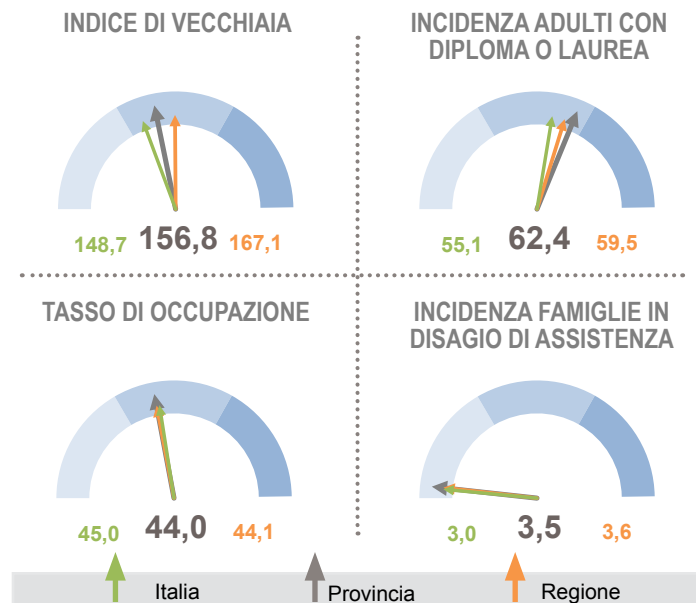 INDICE DI VECCHIAIA
148,7 156,8 167,1
INCIDENZA ADULTI CON
DIPLOMA O LAUREA
55,1 62,4 59,5
TASSO DI OCCUPAZIONE
45,0 44,0 44,1
INCIDENZA FAMIGLIE IN
DISAGIO DI ASSISTENZA
3,0 3,5 3,6
Italia Provincia Regione